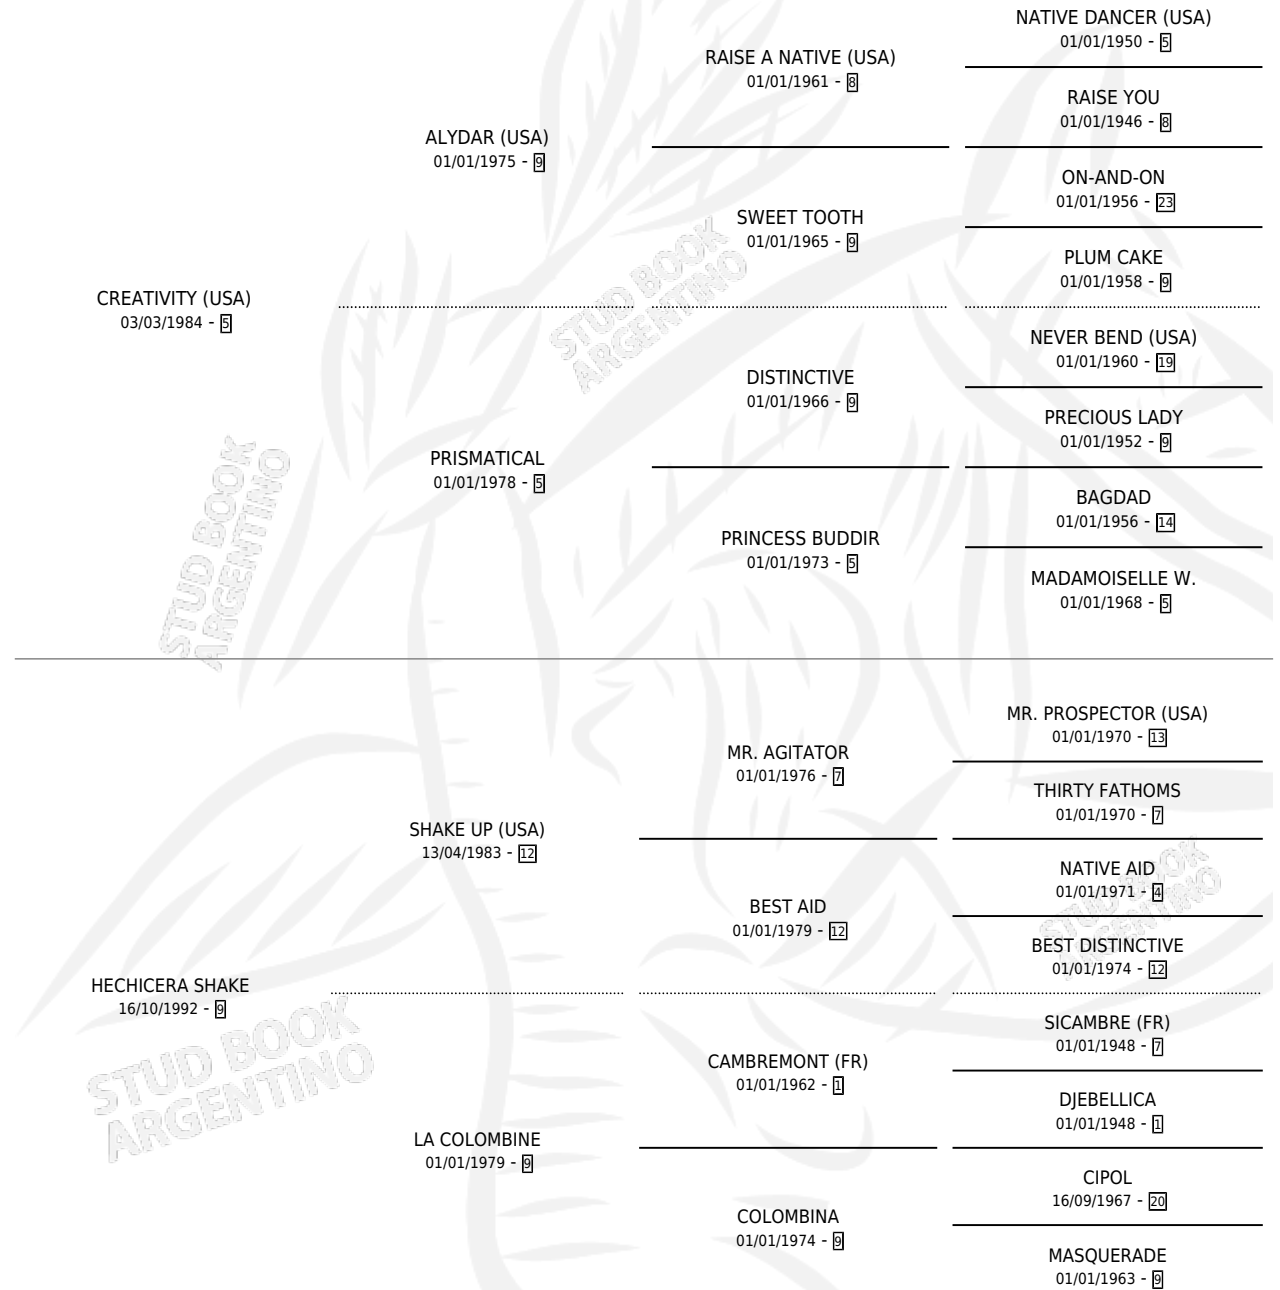 NATIVE DANCER (USA)
01/01/1950 - 5
RAISE A NATIVE (USA)
01/01/1961 - 8
RAISE YOU
01/01/1946 - 8
ALYDAR (USA)
01/01/1975 - 9
ON-AND-ON
01/01/1956 - 23
SWEET TOOTH
01/01/1965 - 9
PLUM CAKE
01/01/1958 - 9
CREATIVITY (USA)
03/03/1984 - 5
NEVER BEND (USA)
01/01/1960 - 19
DISTINCTIVE
01/01/1966 - 9
PRECIOUS LADY
01/01/1952 - 9
PRISMATICAL
01/01/1978 - 5
BAGDAD
01/01/1956 - 14
PRINCESS BUDDIR
01/01/1973 - 5
MADAMOISELLE W.
01/01/1968 - 5
MR. PROSPECTOR (USA)
01/01/1970 - 13
MR. AGITATOR
01/01/1976 - 7
THIRTY FATHOMS
01/01/1970 - 7
SHAKE UP (USA)
13/04/1983 - 12
NATIVE AID
01/01/1971 - 4
BEST AID
01/01/1979 - 12
BEST DISTINCTIVE
01/01/1974 - 12
HECHICERA SHAKE
16/10/1992 - 9
SICAMBRE (FR)
01/01/1948 - 7
CAMBREMONT (FR)
01/01/1962 - 1
DJEBELLICA
01/01/1948 - 1
LA COLOMBINE
01/01/1979 - 9
CIPOL
16/09/1967 - 20
COLOMBINA
01/01/1974 - 9
MASQUERADE
01/01/1963 - 9
STUD BOOK
ARGENTINO
STUD BOOK
ARGENTINO
STUD BOOK
ARGENTINO
STUD BOOK
ARGENTINO